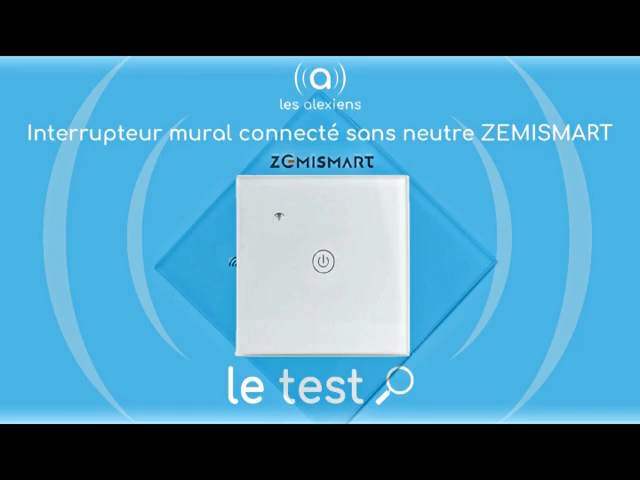 a
les alexiens
Interrupteur mural connecté sans neutre ZEMISMART
ZEMISMART
le test